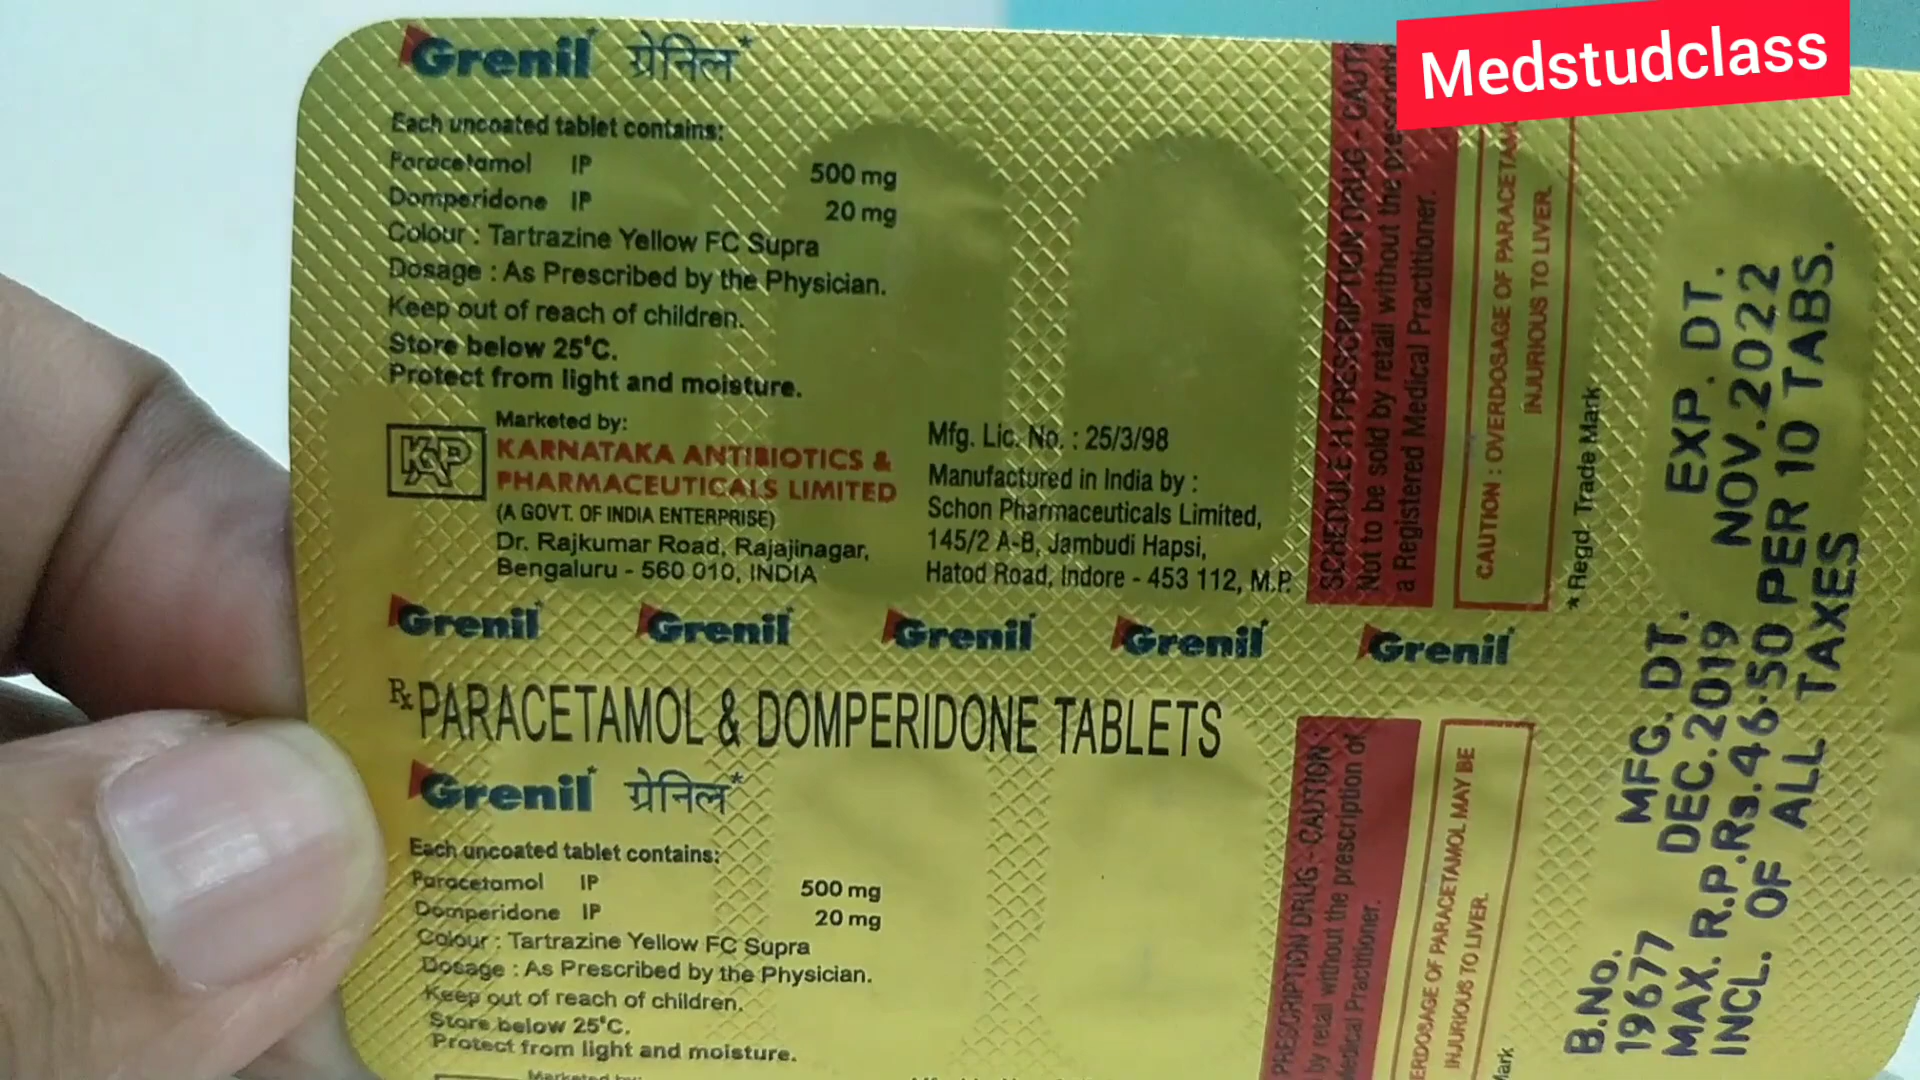 Medstudclass
Grenil* ग्रेनिल*
Each uncoated tablet contains:
Paracetamol IP 500 mg
Domperidone IP 20 mg
Colour : Tartrazine Yellow FC Supra
Dosage : As Prescribed by the Physician.
Keep out of reach of children.
Store below 25°C.
Protect from light and moisture.
KAP
Marketed by:
KARNATAKA ANTIBIOTICS &
PHARMACEUTICALS LIMITED
(A GOVT. OF INDIA ENTERPRISE)
Dr. Rajkumar Road, Rajajinagar,
Bengaluru - 560 010, INDIA
Mfg. Lic. No. : 25/3/98
Manufactured in India by :
Schon Pharmaceuticals Limited,
145/2 A-B, Jambudi Hapsi,
Hatod Road, Indore - 453 112, M.P.
SCHEDULE H PRESCRIPTION DRUG - CAUT
Not to be sold by retail without the
a Registered Medical Practitioner.
CAUTION : OVERDOSAGE OF PARACETAM
INJURIOUS TO LIVER.
* Regd. Trade Mark
Grenil* Grenil* Grenil* Grenil* Grenil*
Rx PARACETAMOL & DOMPERIDONE TABLETS
Grenil* ग्रेनिल*
Each uncoated tablet contains:
Paracetamol IP 500 mg
Domperidone IP 20 mg
Colour : Tartrazine Yellow FC Supra
Dosage : As Prescribed by the Physician.
Keep out of reach of children.
Store below 25°C.
Protect from light and moisture.
Marketed by:
PRESCRIPTION DRUG - CAUTION
by retail without the prescription of
Medical Practitioner.
ERDOSAGE OF PARACETAMOL MAY BE
INJURIOUS TO LIVER.
Mark
B.No. MFG. DT. EXP. DT.
19677 DEC.2019 NOV.2022
MAX. R.P.Rs.46.50 PER 10 TABS.
INCL. OF ALL TAXES